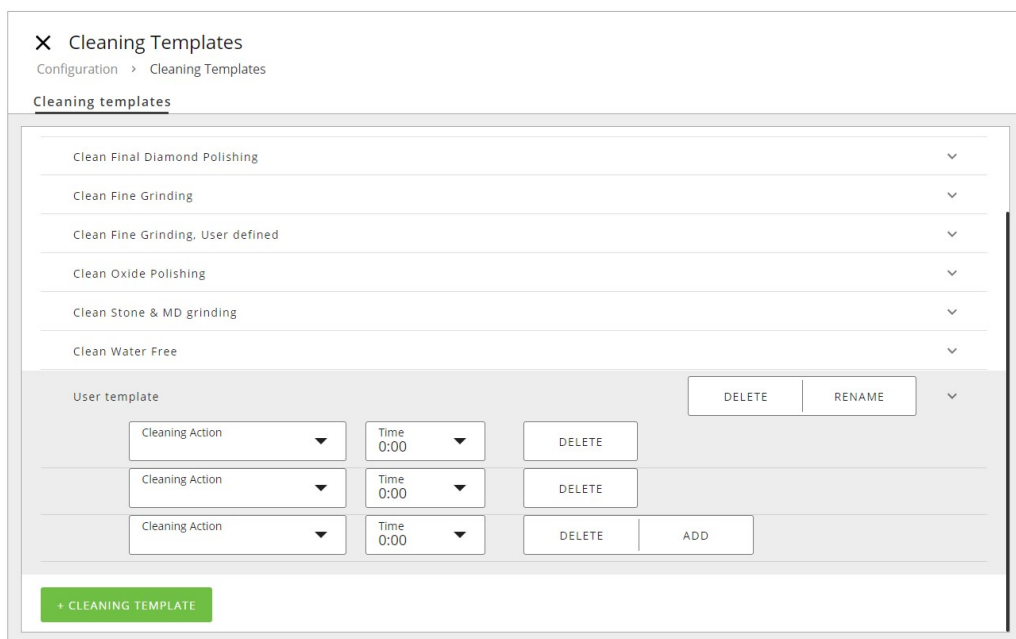 Cleaning Templates
Configuration > Cleaning Templates
Cleaning templates
Clean Final Diamond Polishing
Clean Fine Grinding
Clean Fine Grinding, User defined
Clean Oxide Polishing
Clean Stone & MD grinding
Clean Water Free
User template DELETE RENAME
Cleaning Action Time
0:00 DELETE
Cleaning Action Time
0:00 DELETE
Cleaning Action Time
0:00 DELETE ADD
+ CLEANING TEMPLATE